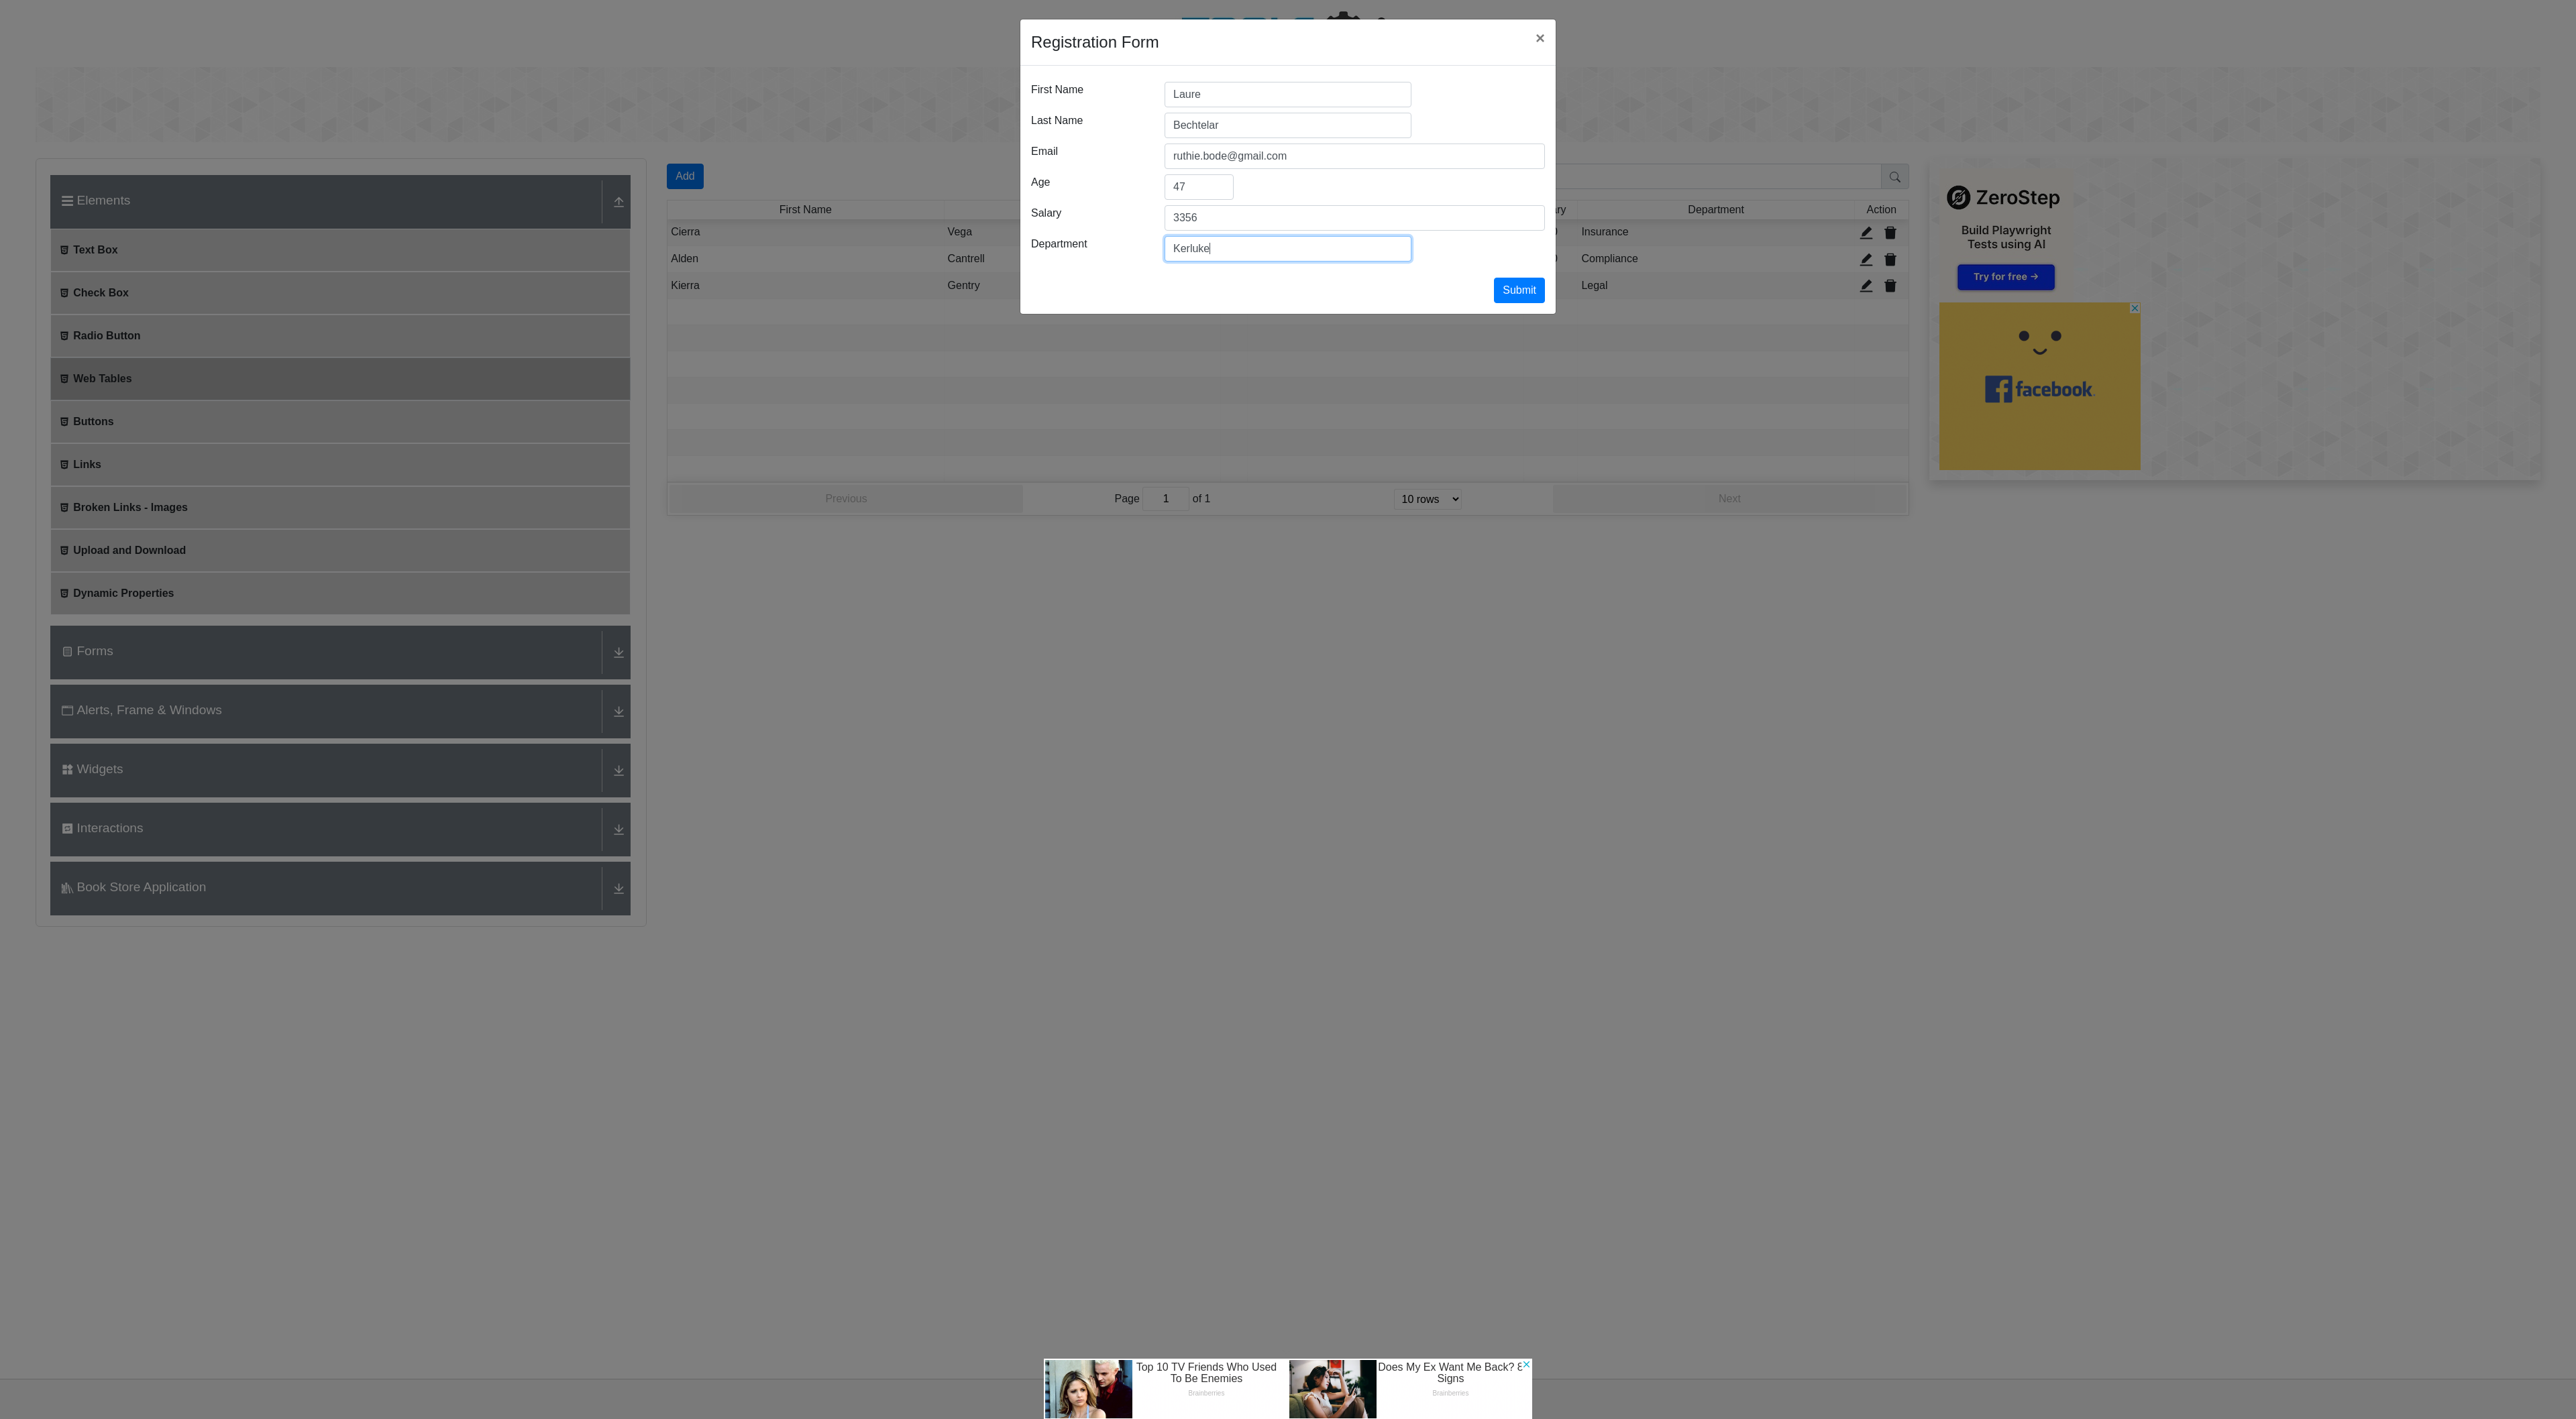 Registration Form
×
First Name
Laure
Last Name
Bechtelar
Email
ruthie.bode@gmail.com
Age
47
Salary
3356
Department
Kerluke
Submit
Elements
Text Box
Check Box
Radio Button
Web Tables
Buttons
Links
Broken Links - Images
Upload and Download
Dynamic Properties
Forms
Alerts, Frame & Windows
Widgets
Interactions
Book Store Application
Add
First Name Department Action
Cierra Vega Insurance
Alden Cantrell Compliance
Kierra Gentry Legal
Previous Page 1 of 1 10 rows Next
ZeroStep
Build Playwright
Tests using AI
Try for free →
facebook
Top 10 TV Friends Who Used
To Be Enemies
Brainberries
Does My Ex Want Me Back?
Signs
Brainberries